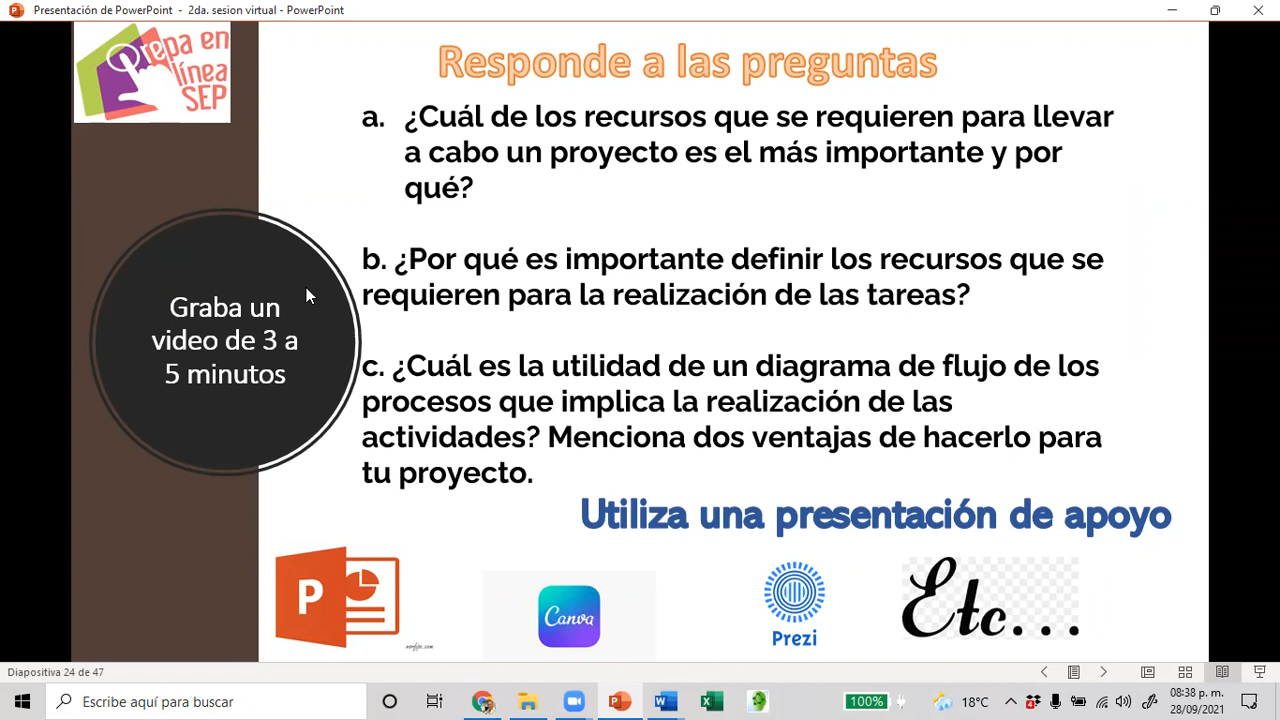 Presentación de PowerPoint - 2da. sesion virtual - PowerPoint
Prepa en
línea
SEP
Responde a las preguntas
a. ¿Cuál de los recursos que se requieren para llevar
a cabo un proyecto es el más importante y por
qué?
b. ¿Por qué es importante definir los recursos que se
requieren para la realización de las tareas?
Graba un
video de 3 a
5 minutos
c. ¿Cuál es la utilidad de un diagrama de flujo de los
procesos que implica la realización de las
actividades? Menciona dos ventajas de hacerlo para
tu proyecto.
Utiliza una presentación de apoyo
P
Canva
Prezi
Etc...
Diapositiva 24 de 47
Escribe aquí para buscar
100%
18°C
4
08:38 p. m.
28/09/2021